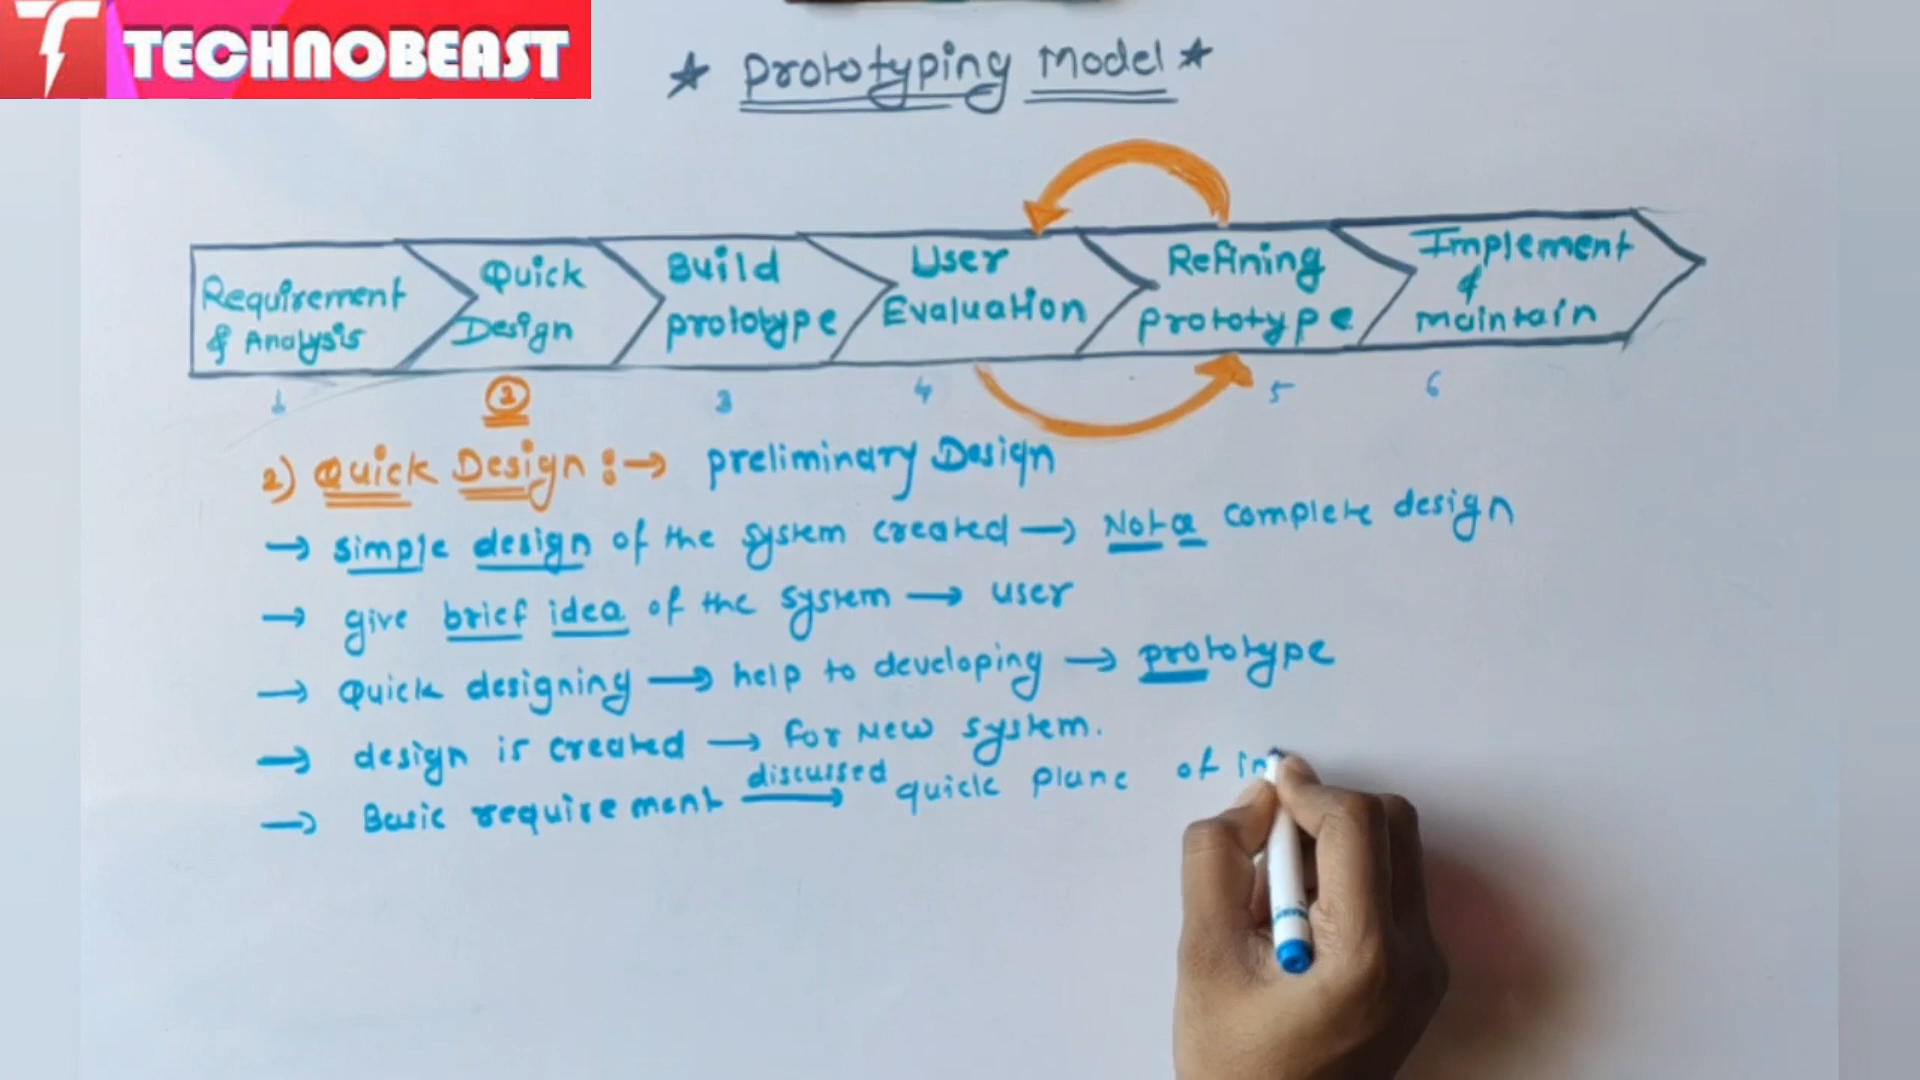 TECHNOBEAST
★ Prototyping Model ★
Requirement & Analysis
Quick Design
Build prototype
User Evaluation
Refining prototype
Implement & maintain
1 2 3 4 5 6
2) Quick Design :→ preliminary Design
→ simple design of the system created → Not a complete design
→ give brief idea of the system → user
→ Quick designing → help to developing → prototype
→ design is created → for New system.
→ Basic requirement discussed → quick plane of in